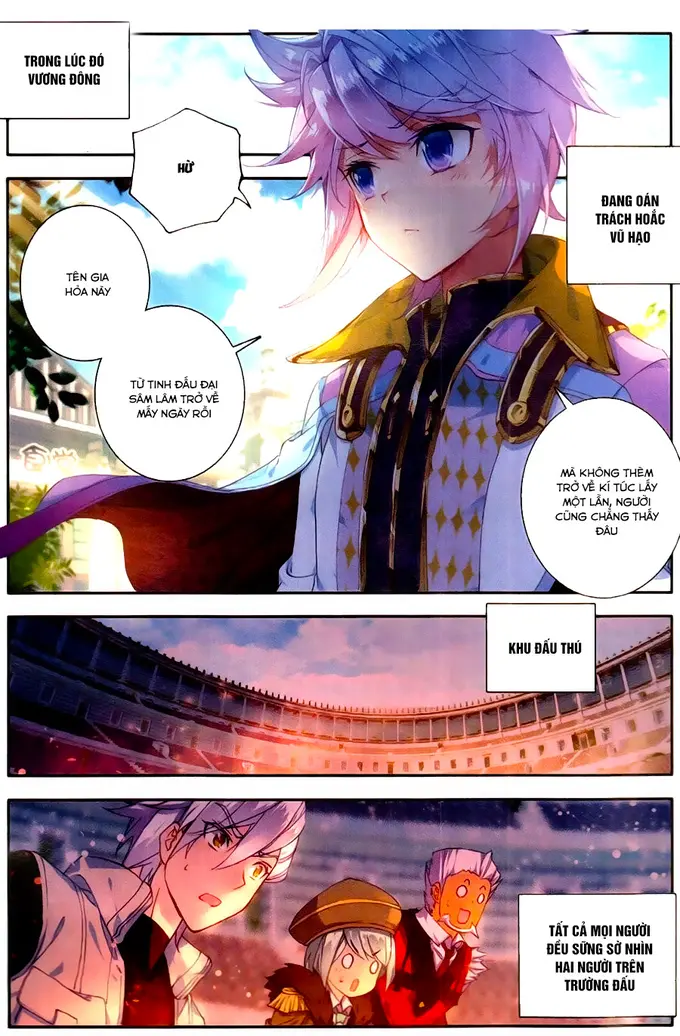 TRONG LÚC ĐÓ
VƯƠNG ĐÔNG
HỪ
ĐANG OÁN
TRÁCH HOẮC
VŨ HẠO
TÊN GIA
HỎA NÀY
TỪ TINH ĐẤU ĐẠI
SÂM LÂM TRỞ VỀ
MẤY NGÀY RỒI
MÀ KHÔNG THÈM
TRỞ VỀ KÍ TÚC LẤY
MỘT LẦN, NGƯỜI
CŨNG CHẲNG THẤY
ĐÂU
食堂
KHU ĐẤU THÚ
TẤT CẢ MỌI NGƯỜI
ĐỀU SỮNG SỜ NHÌN
HAI NGƯỜI TRÊN
TRƯỜNG ĐẤU